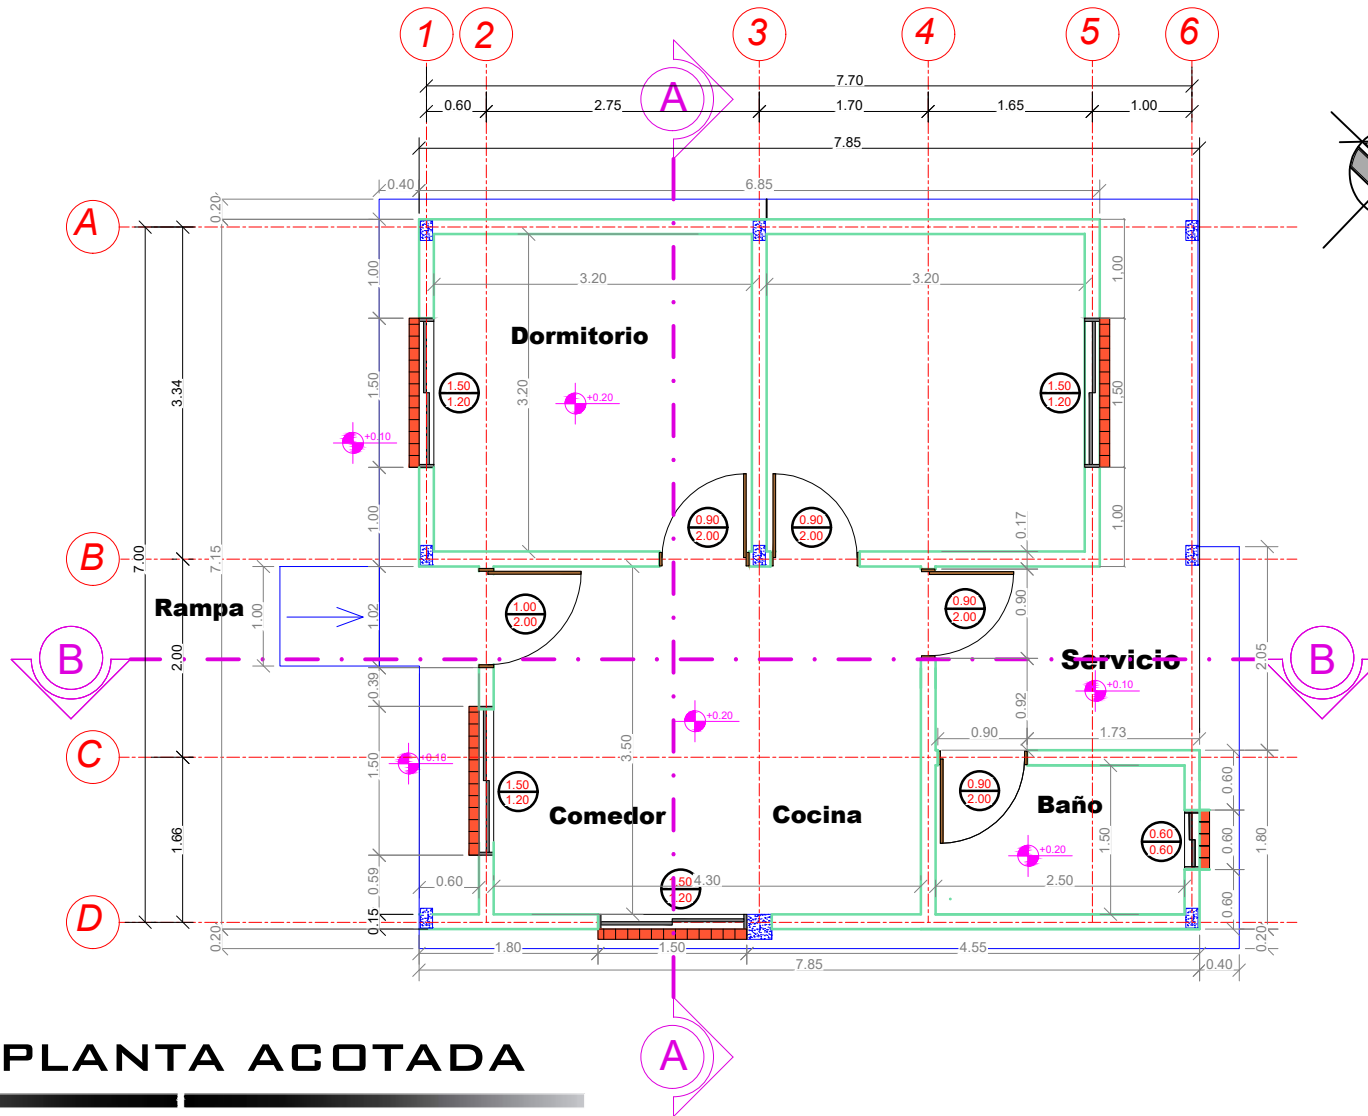 1 2 3 4 5 6
7.70
0.60 2.75 A 1.70 1.65 1.00
7.85
0.40 6.85
0.20
A
1.00 1.00
3.20 3.20
Dormitorio
3.34 1.50 3.20 1.50
1.50 1.50
1.20 1.20
+0.20
+0.10
0.90 0.90
2.00 2.00
1.00 0.17 1.00
B
7.00 7.15
Rampa
1.00 1.02
1.00 0.90 0.90
2.00 2.00
2.00
B Servicio B
2.05
0.39 +0.10
+0.20 0.92
0.90 1.73
C
+0.10
3.50
1.50 0.60
1.50 0.90
1.20 2.00
Comedor Cocina Baño
1.66 1.50 0.60 0.60 1.80
0.60
+0.20
0.59 0.60 1.50 4.30 2.50 0.60
1.20
D
0.15
0.20 0.20
1.80 1.50 4.55
7.85 0.40
A
PLANTA ACOTADA